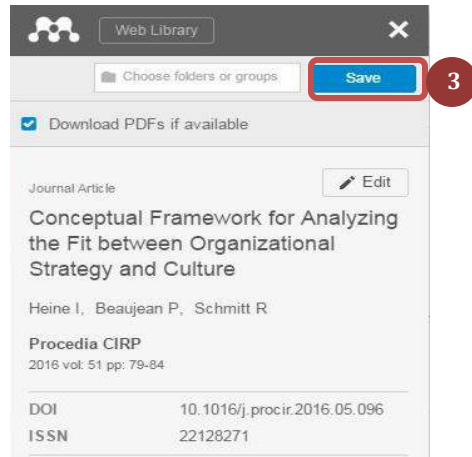 Web Library
Choose folders or groups
Save
3
Download PDFs if available
Journal Article
Edit
Conceptual Framework for Analyzing
the Fit between Organizational
Strategy and Culture
Heine I, Beaujean P, Schmitt R
Procedia CIRP
2016 vol: 51 pp: 79-84
DOI 10.1016/j.procir.2016.05.096
ISSN 22128271